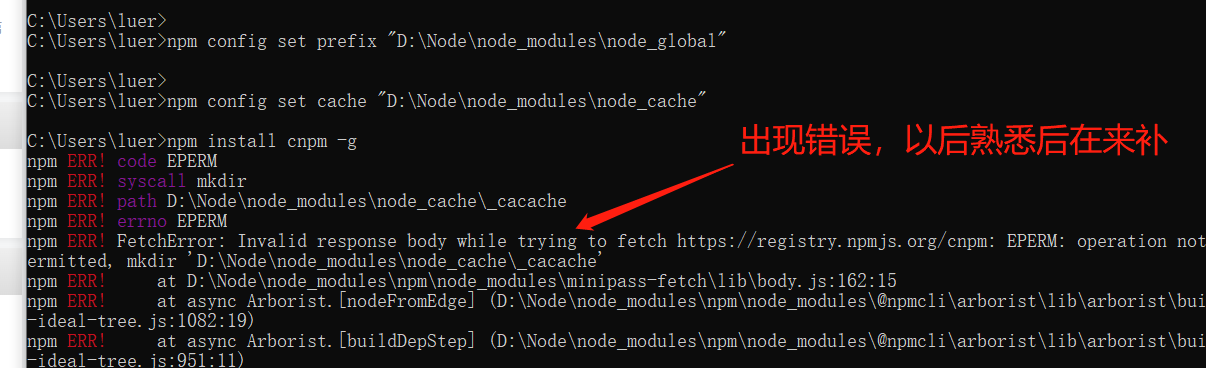 C:\Users\luer>
C:\Users\luer>npm config set prefix "D:\Node\node_modules\node_global"
C:\Users\luer>
C:\Users\luer>npm config set cache "D:\Node\node_modules\node_cache"
C:\Users\luer>npm install cnpm -g
出现错误，以后熟悉后在来补
npm ERR! code EPERM
npm ERR! syscall mkdir
npm ERR! path D:\Node\node_modules\node_cache\_cacache
npm ERR! errno EPERM
npm ERR! FetchError: Invalid response body while trying to fetch https://registry.npmjs.org/cnpm: EPERM: operation not
ermitted, mkdir 'D:\Node\node_modules\node_cache\_cacache'
npm ERR!     at D:\Node\node_modules\npm\node_modules\minipass-fetch\lib\body.js:162:15
npm ERR!     at async Arborist.[nodeFromEdge] (D:\Node\node_modules\npm\node_modules\@npmcli\arborist\lib\arborist\bui
-ideal-tree.js:1082:19)
npm ERR!     at async Arborist.[buildDepStep] (D:\Node\node_modules\npm\node_modules\@npmcli\arborist\lib\arborist\bui
-ideal-tree.js:951:11)